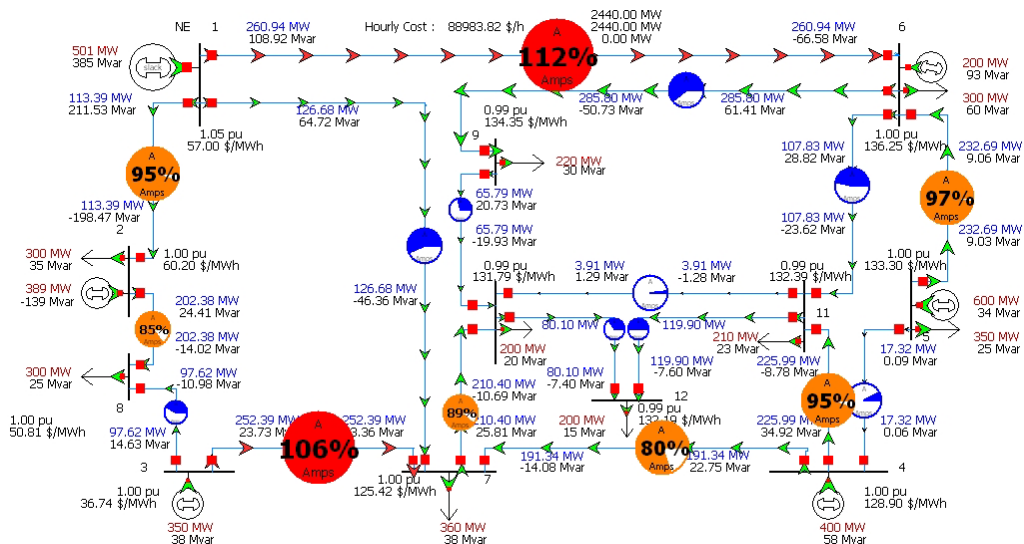 NE 1
260.94 MW
108.92 Mvar
Hourly Cost : 88983.82 $/h
2440.00 MW
2440.00 MW
0.00 MW
260.94 MW
-66.58 Mvar
6
501 MW
385 Mvar
slack
A
112%
Amps
200 MW
93 Mvar
113.39 MW
211.53 Mvar
126.68 MW
64.72 Mvar
0.99 pu
134.35 $/MWh
285.80 MW
-50.73 Mvar
Amps
285.80 MW
61.41 Mvar
300 MW
60 Mvar
1.05 pu
57.00 $/MWh
9
1.00 pu
136.25 $/MWh
107.83 MW
28.82 Mvar
232.69 MW
9.06 Mvar
A
95%
Amps
220 MW
30 Mvar
A
97%
Amps
65.79 MW
20.73 Mvar
65.79 MW
-19.93 Mvar
113.39 MW
-198.47 Mvar
107.83 MW
-23.62 Mvar
232.69 MW
9.03 Mvar
2
300 MW
35 Mvar
1.00 pu
60.20 $/MWh
Amps
389 MW
-139 Mvar
126.68 MW
-46.36 Mvar
0.99 pu
131.79 $/MWh
3.91 MW
1.29 Mvar
A
3.91 MW
-1.28 Mvar
0.99 pu
132.39 $/MWh
1.00 pu
133.30 $/MWh
202.38 MW
24.41 Mvar
85%
202.38 MW
-14.02 Mvar
80.10 MW
119.90 MW
11
600 MW
34 Mvar
5
350 MW
25 Mvar
200 MW
20 Mvar
210 MW
23 Mvar
17.32 MW
0.09 Mvar
300 MW
25 Mvar
97.62 MW
-10.98 Mvar
80.10 MW
-7.40 Mvar
119.90 MW
-7.60 Mvar
225.99 MW
-8.78 Mvar
8
1.00 pu
50.81 $/MWh
210.40 MW
-10.69 Mvar
89%
210.40 MW
25.81 Mvar
12
0.99 pu
132.19 $/MWh
A
95%
Amps
97.62 MW
14.63 Mvar
252.39 MW
23.73 Mvar
A
106%
Amps
200 MW
15 Mvar
A
80%
Amps
225.99 MW
34.92 Mvar
17.32 MW
0.06 Mvar
191.34 MW
-14.08 Mvar
191.34 MW
22.75 Mvar
3
7
4
1.00 pu
36.74 $/MWh
1.00 pu
125.42 $/MWh
1.00 pu
128.90 $/MWh
350 MW
38 Mvar
360 MW
38 Mvar
400 MW
58 Mvar